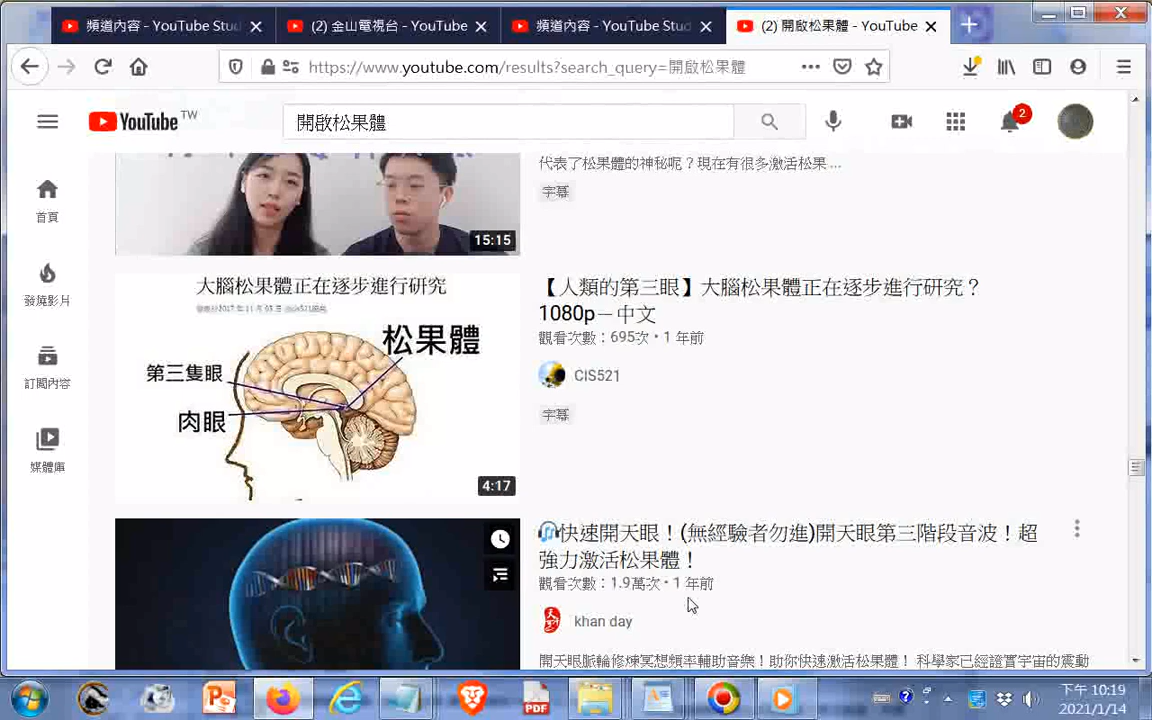 頻道內容 - YouTube Stu
(2) 金山電視台 - YouTube
頻道內容 - YouTube Stud
(2) 開啟松果體 - YouTube
https://www.youtube.com/results?search_query=開啟松果體
YouTube TW
開啟松果體
2
首頁
發燒影片
訂閱內容
媒體庫
15:15
代表了松果體的神秘呢？現在有很多激活松果 ...
字幕
大腦松果體正在逐步進行研究
松果體
第三隻眼
肉眼
4:17
【人類的第三眼】大腦松果體正在逐步進行研究？
1080p－中文
觀看次數：695次 • 1 年前
CIS521
字幕
🎧快速開天眼！(無經驗者勿進)開天眼第三階段音波！超
強力激活松果體！
觀看次數：1.9萬次 • 1 年前
khan day
開天眼脈輪修煉冥想頻率輔助音樂！助你快速激活松果體！ 科學家已經證實宇宙的震動
PDF
下午 10:19
2021/1/14